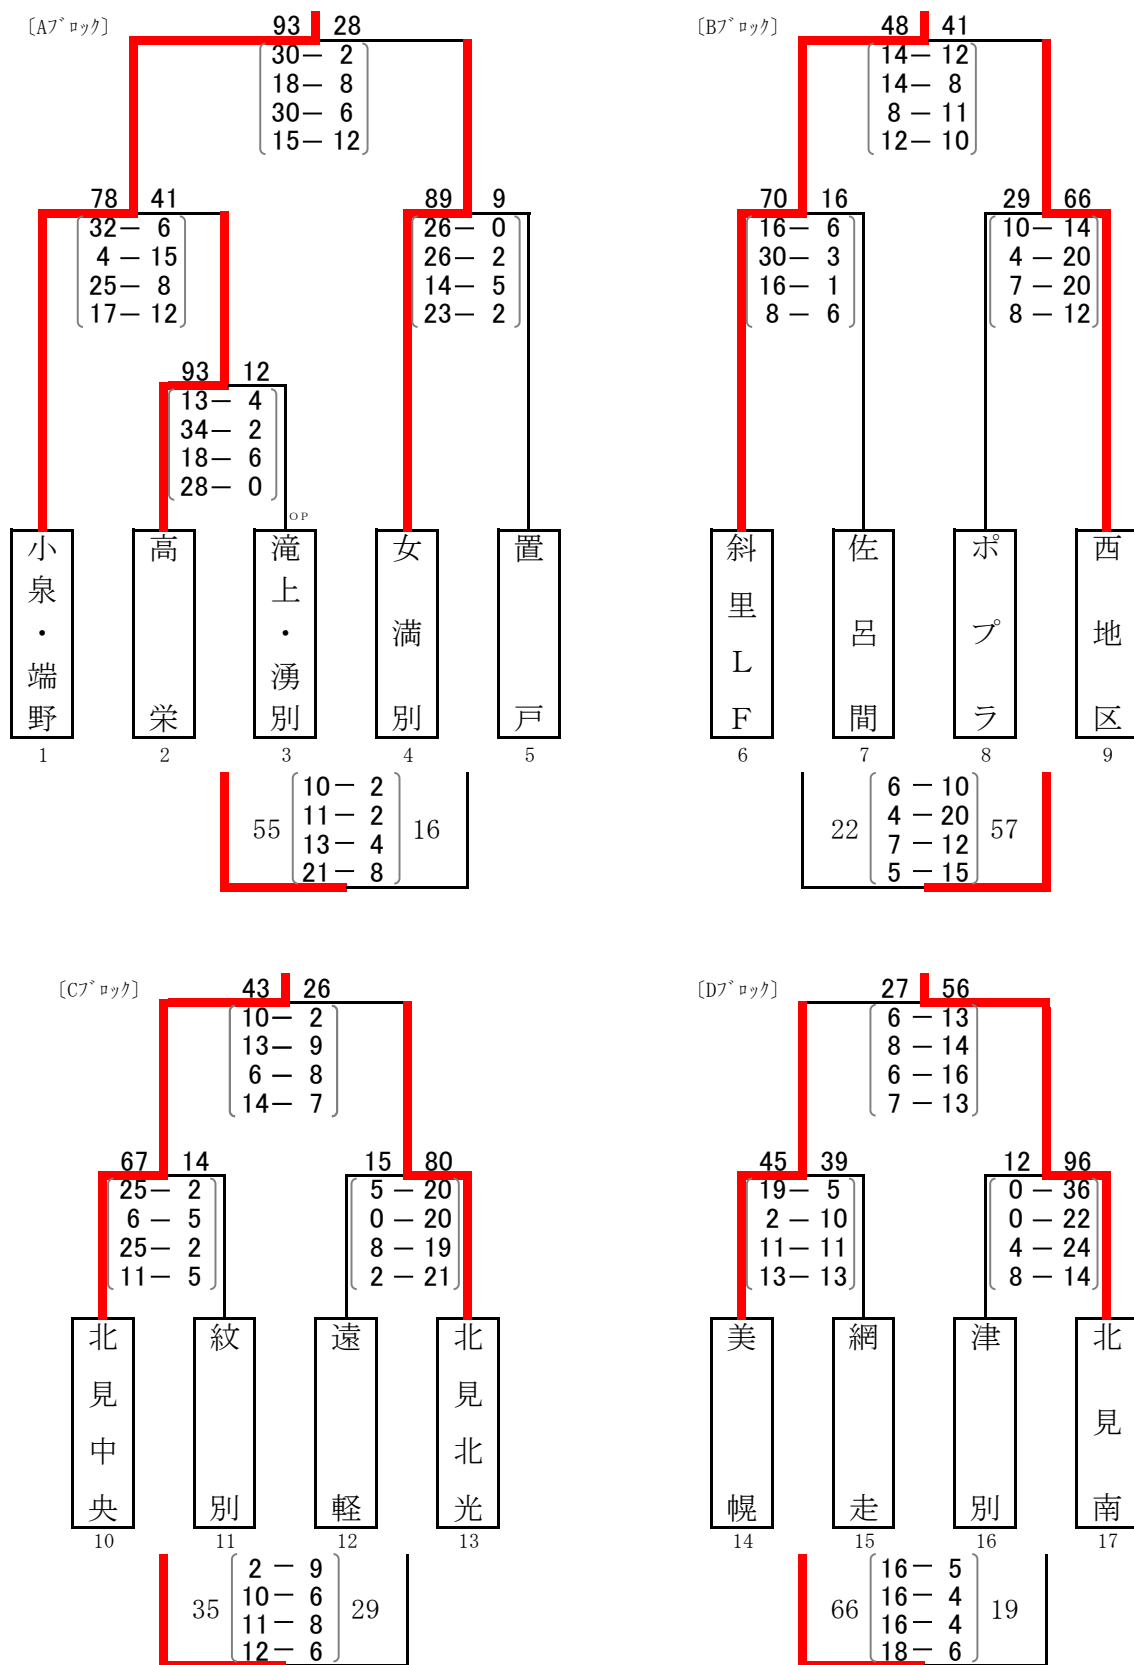 〔Aブロック〕
93 28
30― 2
18― 8
30― 6
15― 12
78 41
32― 6
4 ― 15
25― 8
17― 12
89 9
26― 0
26― 2
14― 5
23― 2
93 12
13― 4
34― 2
18― 6
28― 0
OP
小泉・端野
高栄
滝上・湧別
女満別
置戸
1 2 3 4 5
55
10― 2
11― 2
13― 4
21― 8
16
〔Bブロック〕
48 41
14― 12
14― 8
8 ― 11
12― 10
70 16
16― 6
30― 3
16― 1
8 ― 6
29 66
10― 14
4 ― 20
7 ― 20
8 ― 12
斜里LF
佐呂間
ポプラ
西地区
6 7 8 9
22
6 ― 10
4 ― 20
7 ― 12
5 ― 15
57
〔Cブロック〕
43 26
10― 2
13― 9
6 ― 8
14― 7
67 14
25― 2
6 ― 5
25― 2
11― 5
15 80
5 ― 20
0 ― 20
8 ― 19
2 ― 21
北見中央
紋別
遠軽
北見北光
10 11 12 13
35
2 ― 9
10― 6
11― 8
12― 6
29
〔Dブロック〕
27 56
6 ― 13
8 ― 14
6 ― 16
7 ― 13
45 39
19― 5
2 ― 10
11― 11
13― 13
12 96
0 ― 36
0 ― 22
4 ― 24
8 ― 14
美幌
網走
津別
北見南
14 15 16 17
66
16― 5
16― 4
16― 4
18― 6
19